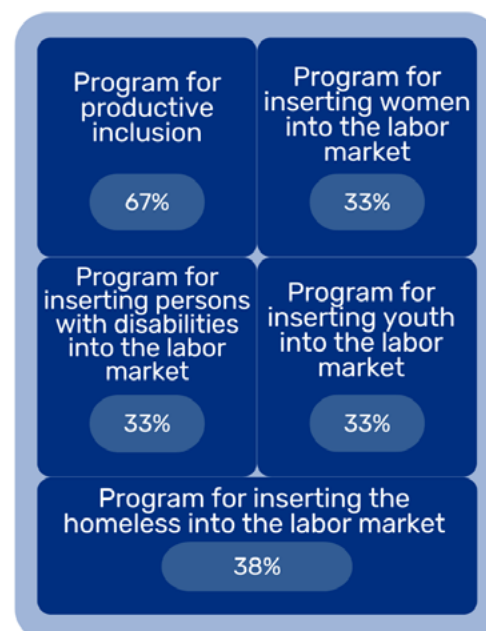 Program for
productive
inclusion
67%
Program for
inserting women
into the labor
market
33%
Program for
inserting persons
with disabilities
into the labor
market
33%
Program for
inserting youth
into the labor
market
33%
Program for inserting the
homeless into the labor market
38%